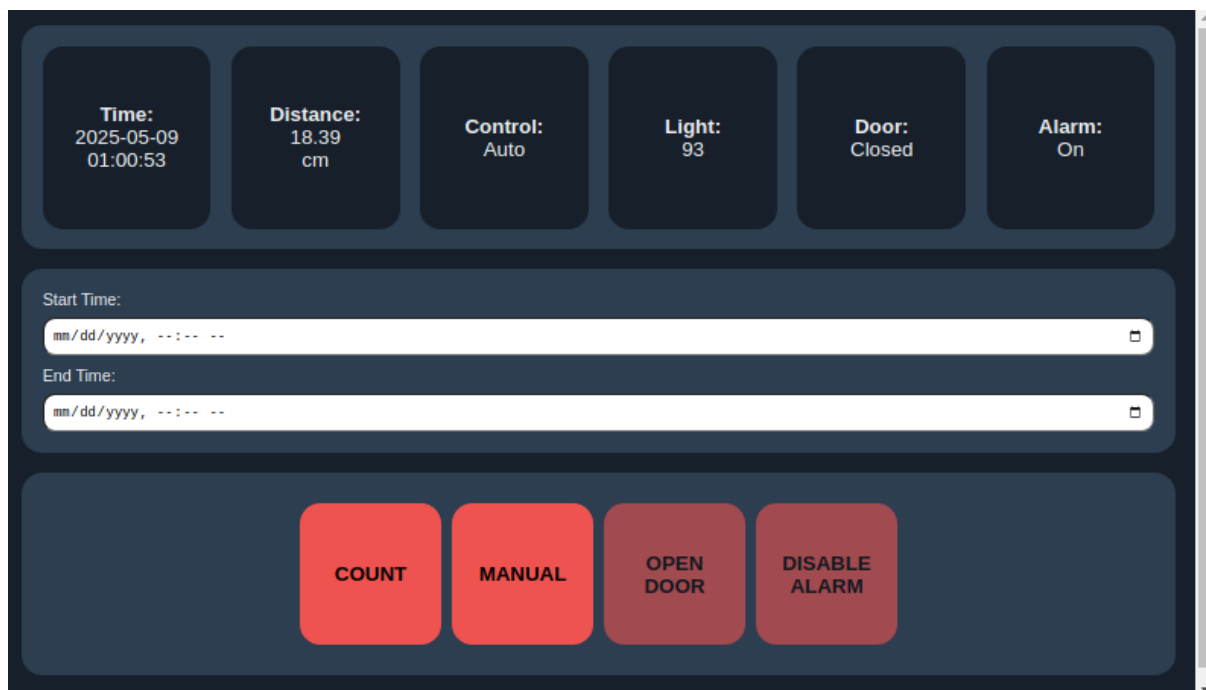 Time:
2025-05-09
01:00:53
Distance:
18.39
cm
Control:
Auto
Light:
93
Door:
Closed
Alarm:
On
Start Time:
mm/dd/yyyy, --:-- --
End Time:
mm/dd/yyyy, --:-- --
COUNT
MANUAL
OPEN
DOOR
DISABLE
ALARM